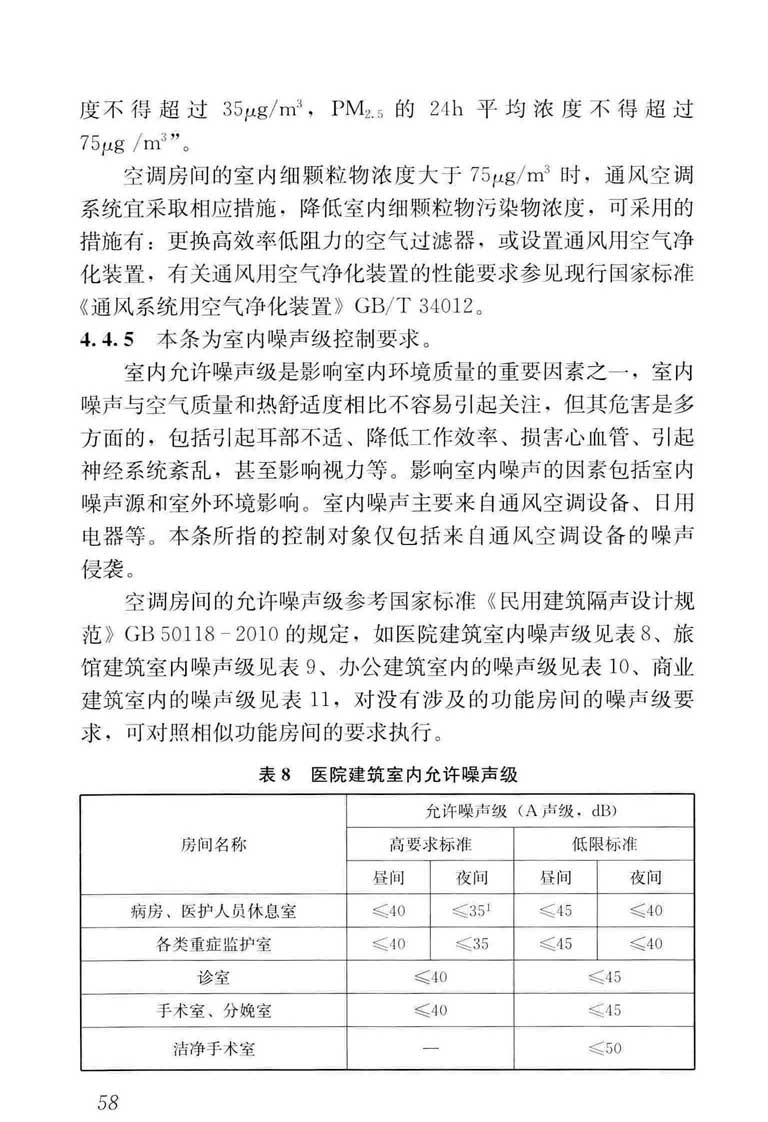 度不得超过 35μg/m³，PM₂.₅ 的 24h 平均浓度不得超过
75μg /m³”。
空调房间的室内细颗粒物浓度大于 75μg/m³ 时，通风空调
系统宜采取相应措施，降低室内细颗粒物污染物浓度，可采用的
措施有：更换高效率低阻力的空气过滤器，或设置通风用空气净
化装置，有关通风用空气净化装置的性能要求参见现行国家标准
《通风系统用空气净化装置》GB/T 34012。
4.4.5 本条为室内噪声级控制要求。
室内允许噪声级是影响室内环境质量的重要因素之一，室内
噪声与空气质量和热舒适度相比不容易引起关注，但其危害是多
方面的，包括引起耳部不适、降低工作效率、损害心血管、引起
神经系统紊乱，甚至影响视力等。影响室内噪声的因素包括室内
噪声源和室外环境影响。室内噪声主要来自通风空调设备、日用
电器等。本条所指的控制对象仅包括来自通风空调设备的噪声
侵袭。
空调房间的允许噪声级参考国家标准《民用建筑隔声设计规
范》GB 50118－2010 的规定，如医院建筑室内噪声级见表 8、旅
馆建筑室内噪声级见表 9、办公建筑室内的噪声级见表 10、商业
建筑室内的噪声级见表 11，对没有涉及的功能房间的噪声级要
求，可对照相似功能房间的要求执行。
表 8 医院建筑室内允许噪声级
房间名称 允许噪声级（A 声级，dB）
高要求标准 低限标准
昼间 夜间 昼间 夜间
病房、医护人员休息室 ≤40 ≤35¹ ≤45 ≤40
各类重症监护室 ≤40 ≤35 ≤45 ≤40
诊室 ≤40 ≤45
手术室、分娩室 ≤40 ≤45
洁净手术室 — ≤50
58